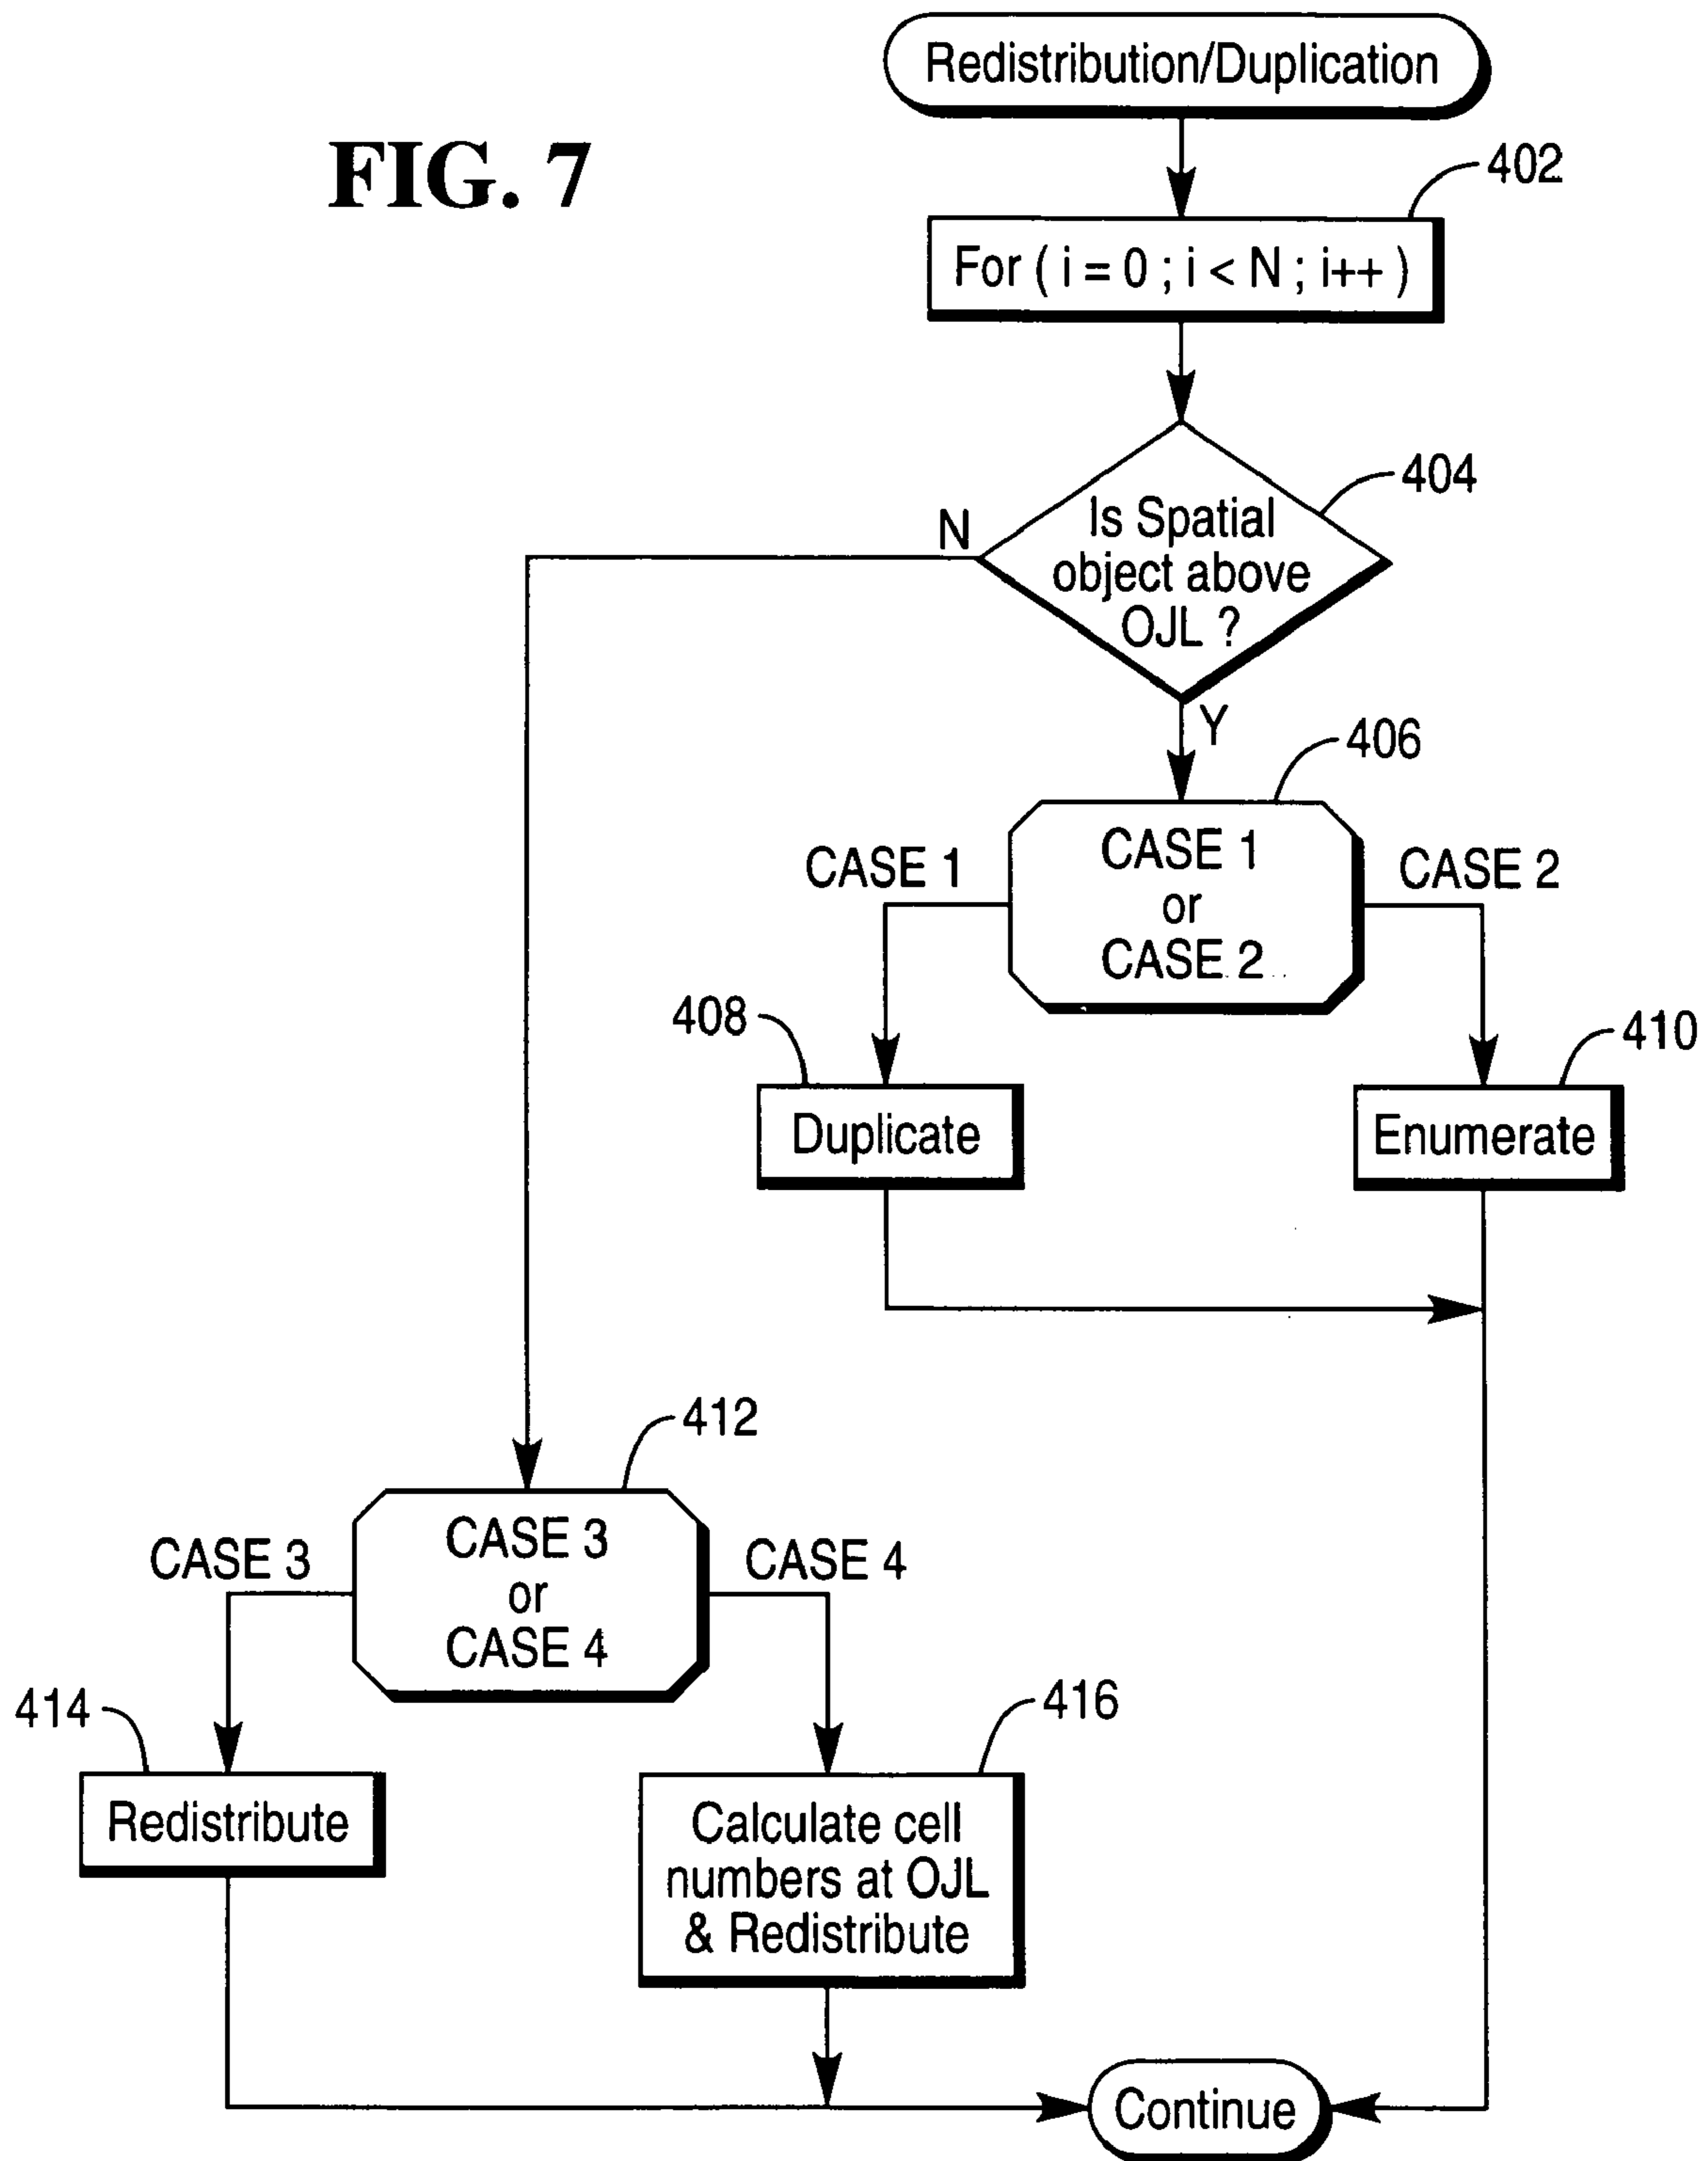 Redistribution/Duplication
FIG. 7
402
For ( i = 0 ; i < N ; i++ )
404
N
Is Spatial
object above
OJL ?
Y
406
CASE 1
CASE 1
or
CASE 2
CASE 2
408
410
Duplicate
Enumerate
412
CASE 3
CASE 3
or
CASE 4
CASE 4
414
416
Redistribute
Calculate cell
numbers at OJL
& Redistribute
Continue